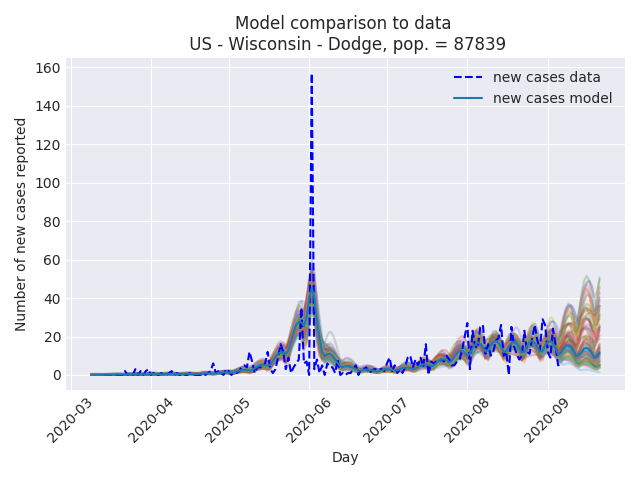 Model comparison to data
US - Wisconsin - Dodge, pop. = 87839
new cases data
new cases model
Number of new cases reported
160
140
120
100
80
60
40
20
0
2020-03
2020-04
2020-05
2020-06
2020-07
2020-08
2020-09
Day